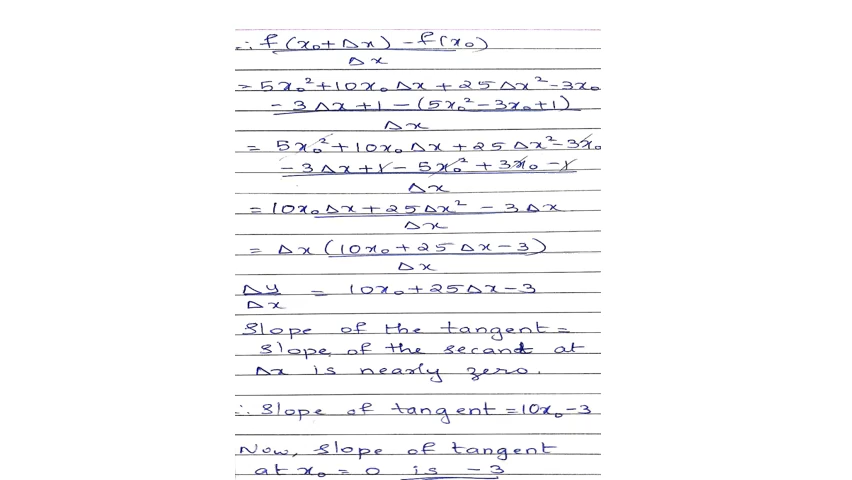 ∴ f(x₀+Δx) - f(x₀)
Δx
= 5x₀²+10x₀Δx+25Δx²-3x₀
- 3Δx+1-(5x₀²-3x₀+1)
Δx
= 5x₀²+10x₀Δx+25Δx²-3x₀
- 3Δx+1-5x₀²+3x₀-1
Δx
= 10x₀Δx+25Δx² - 3Δx
Δx
= Δx(10x₀+25Δx-3)
Δx
Δy = 10x₀+25Δx-3
Δx
Slope of the tangent =
Slope of the secant at
Δx is nearly zero.
∴ Slope of tangent = 10x₀-3
Now, Slope of tangent
at x₀ = 0 is -3